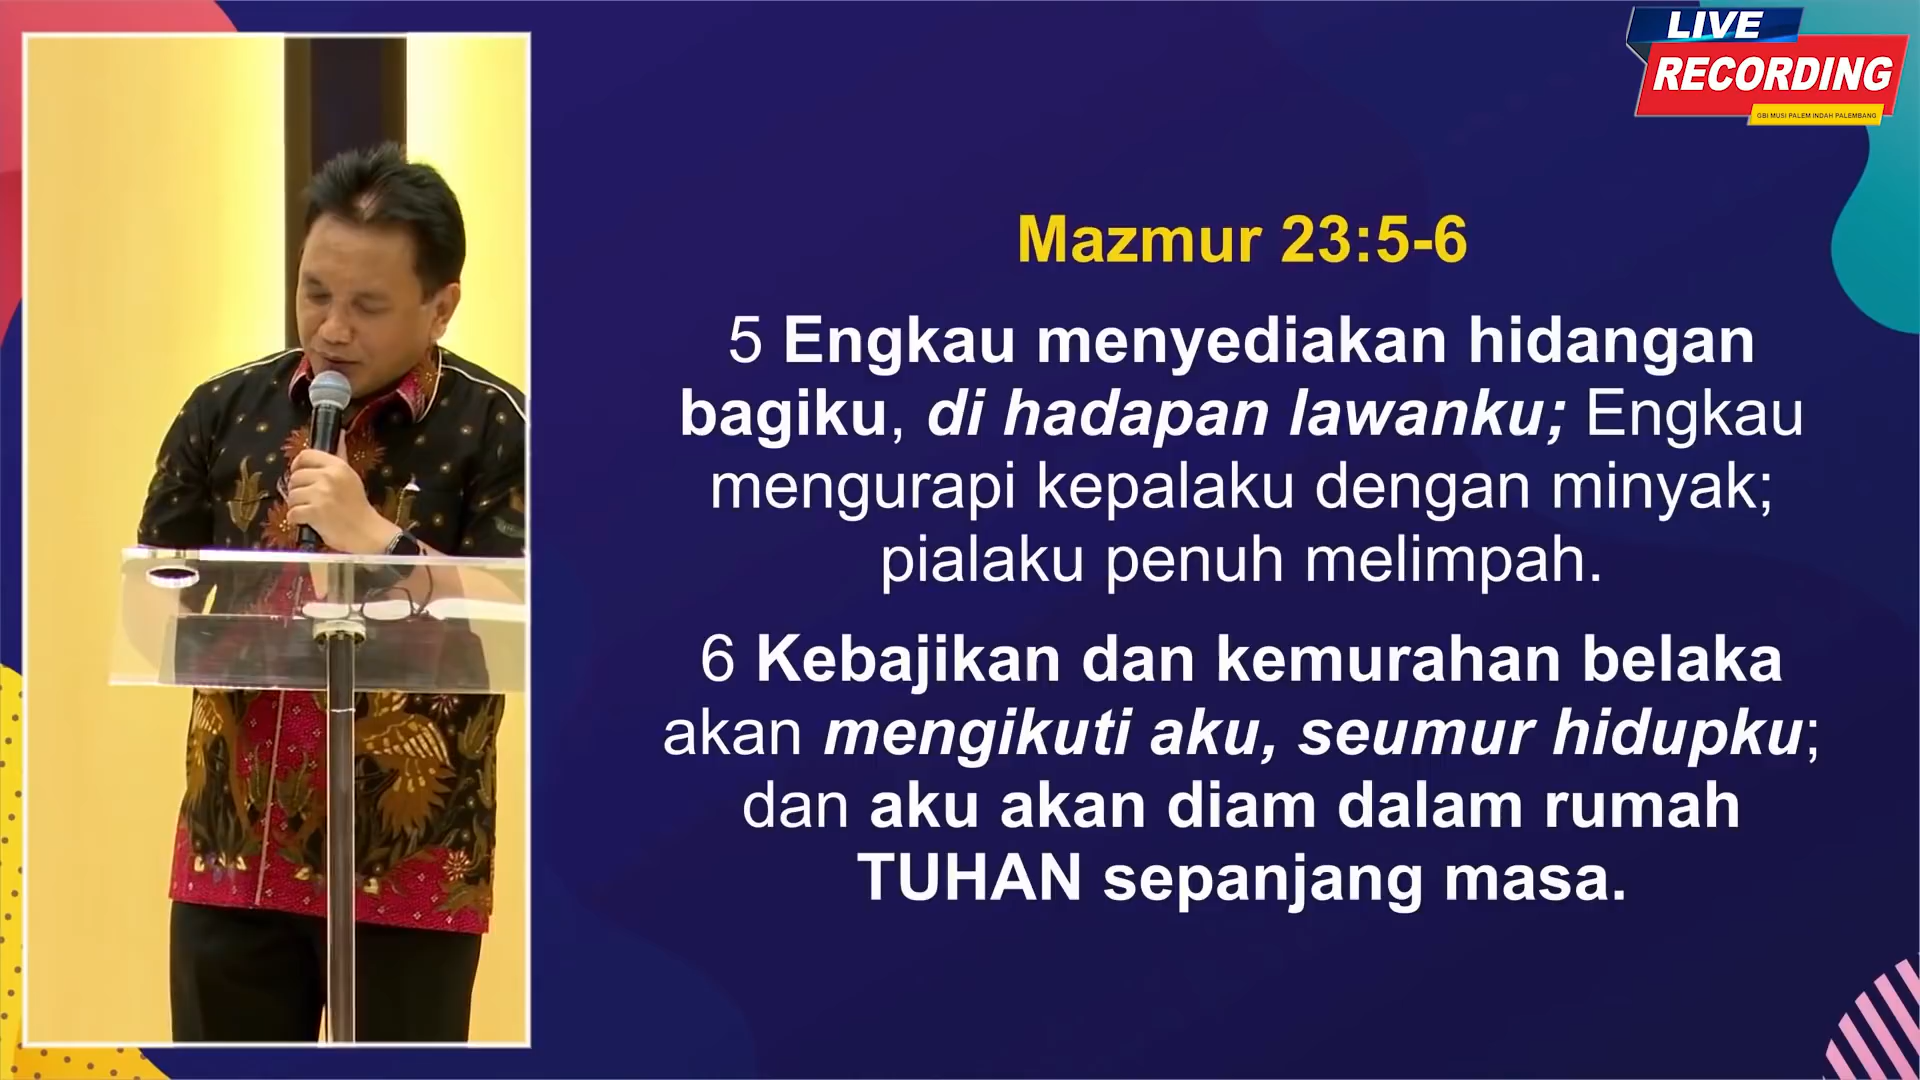 LIVE
RECORDING
GBI MUSI PALEM INDAH PALEMBANG
Mazmur 23:5-6
5 Engkau menyediakan hidangan
bagiku, di hadapan lawanku; Engkau
mengurapi kepalaku dengan minyak;
pialaku penuh melimpah.
6 Kebajikan dan kemurahan belaka
akan mengikuti aku, seumur hidupku;
dan aku akan diam dalam rumah
TUHAN sepanjang masa.